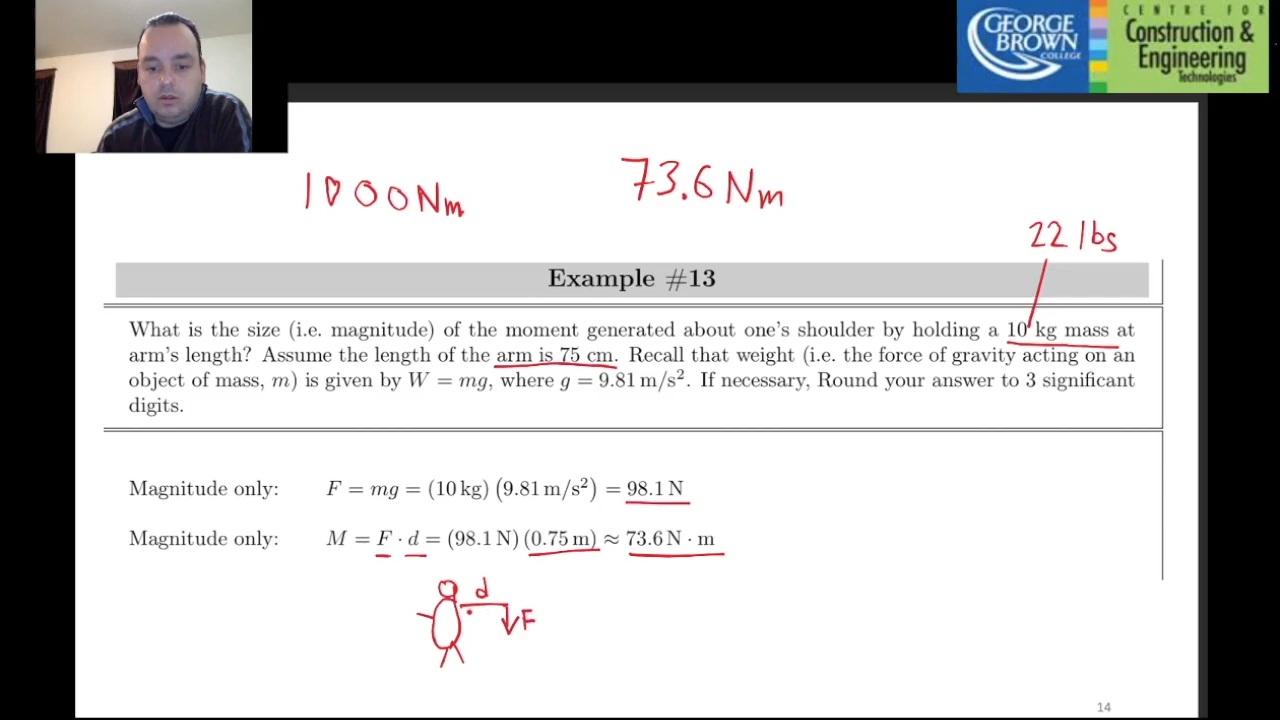 GEORGE
BROWN
COLLEGE
CENTRE FOR
Construction &
Engineering
Technologies
1000Nm
73.6 Nm
22 lbs
Example #13
What is the size (i.e. magnitude) of the moment generated about one's shoulder by holding a 10 kg mass at
arm's length? Assume the length of the arm is 75 cm. Recall that weight (i.e. the force of gravity acting on an
object of mass, m) is given by W = mg, where g = 9.81 m/s². If necessary, Round your answer to 3 significant
digits.
Magnitude only: F = mg = (10 kg) (9.81 m/s²) = 98.1 N
Magnitude only: M = F · d = (98.1 N) (0.75 m) ≈ 73.6 N · m
d
F
14